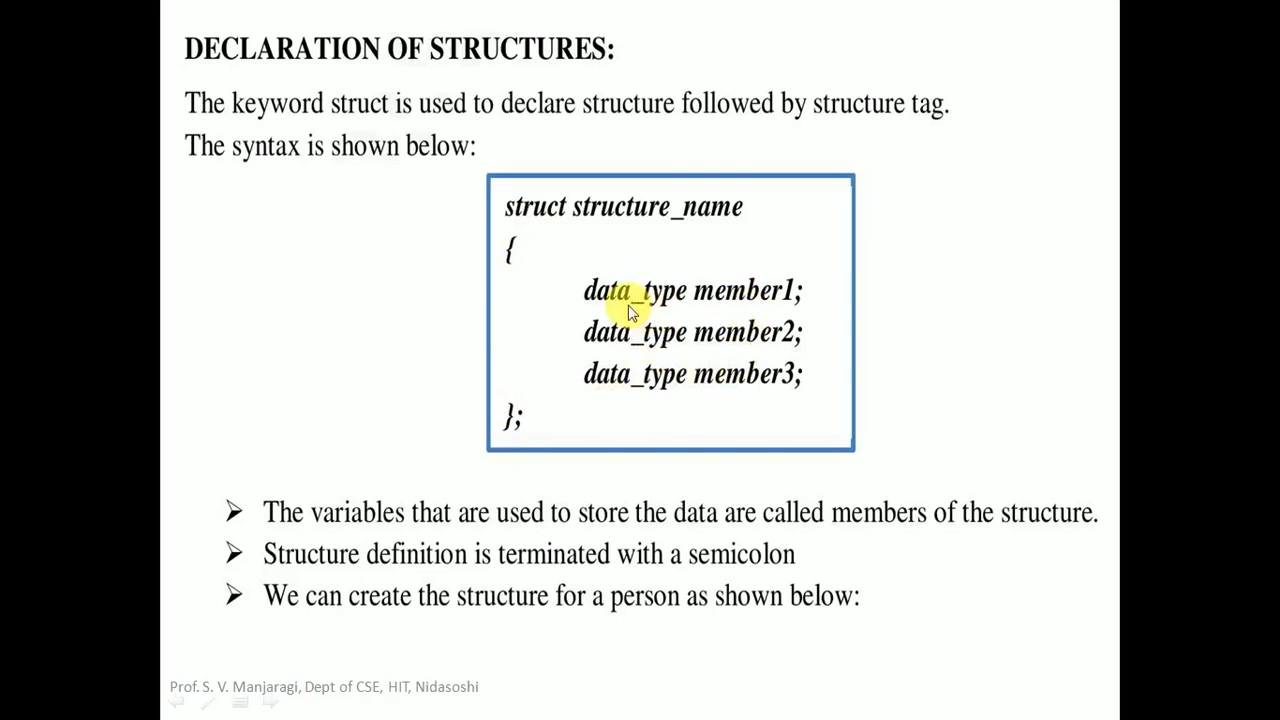 DECLARATION OF STRUCTURES:
The keyword struct is used to declare structure followed by structure tag.
The syntax is shown below:
struct structure_name
{
data_type member1;
data_type member2;
data_type member3;
};
The variables that are used to store the data are called members of the structure.
Structure definition is terminated with a semicolon
We can create the structure for a person as shown below:
Prof. S. V. Manjaragi, Dept of CSE, HIT, Nidasoshi